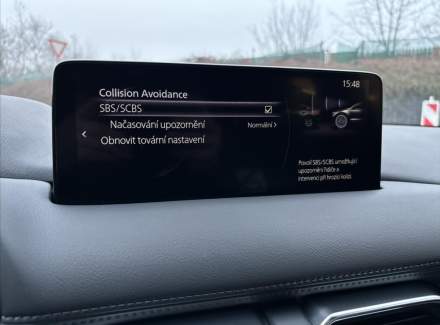 15:48
Collision Avoidance
SBS/SCBS
Načasování upozornění Normální
Obnovit tovární nastavení
Povolí SBS/SCBS umožňující
upozornění řidiče a
intervenci při hrozící kolizi.